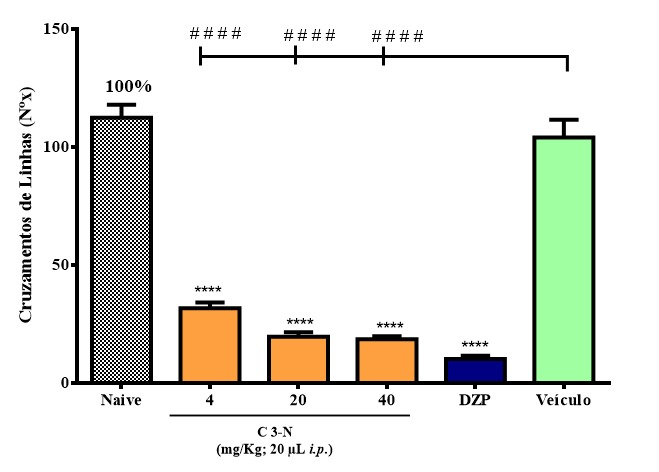 150
# # # # # # # # # # # #
100%
100
Cruzamentos de Linhas (Nºx)
50
****
****
****
****
0
Naive 4 20 40 DZP Veículo
C 3-N
(mg/Kg; 20 µL i.p.)